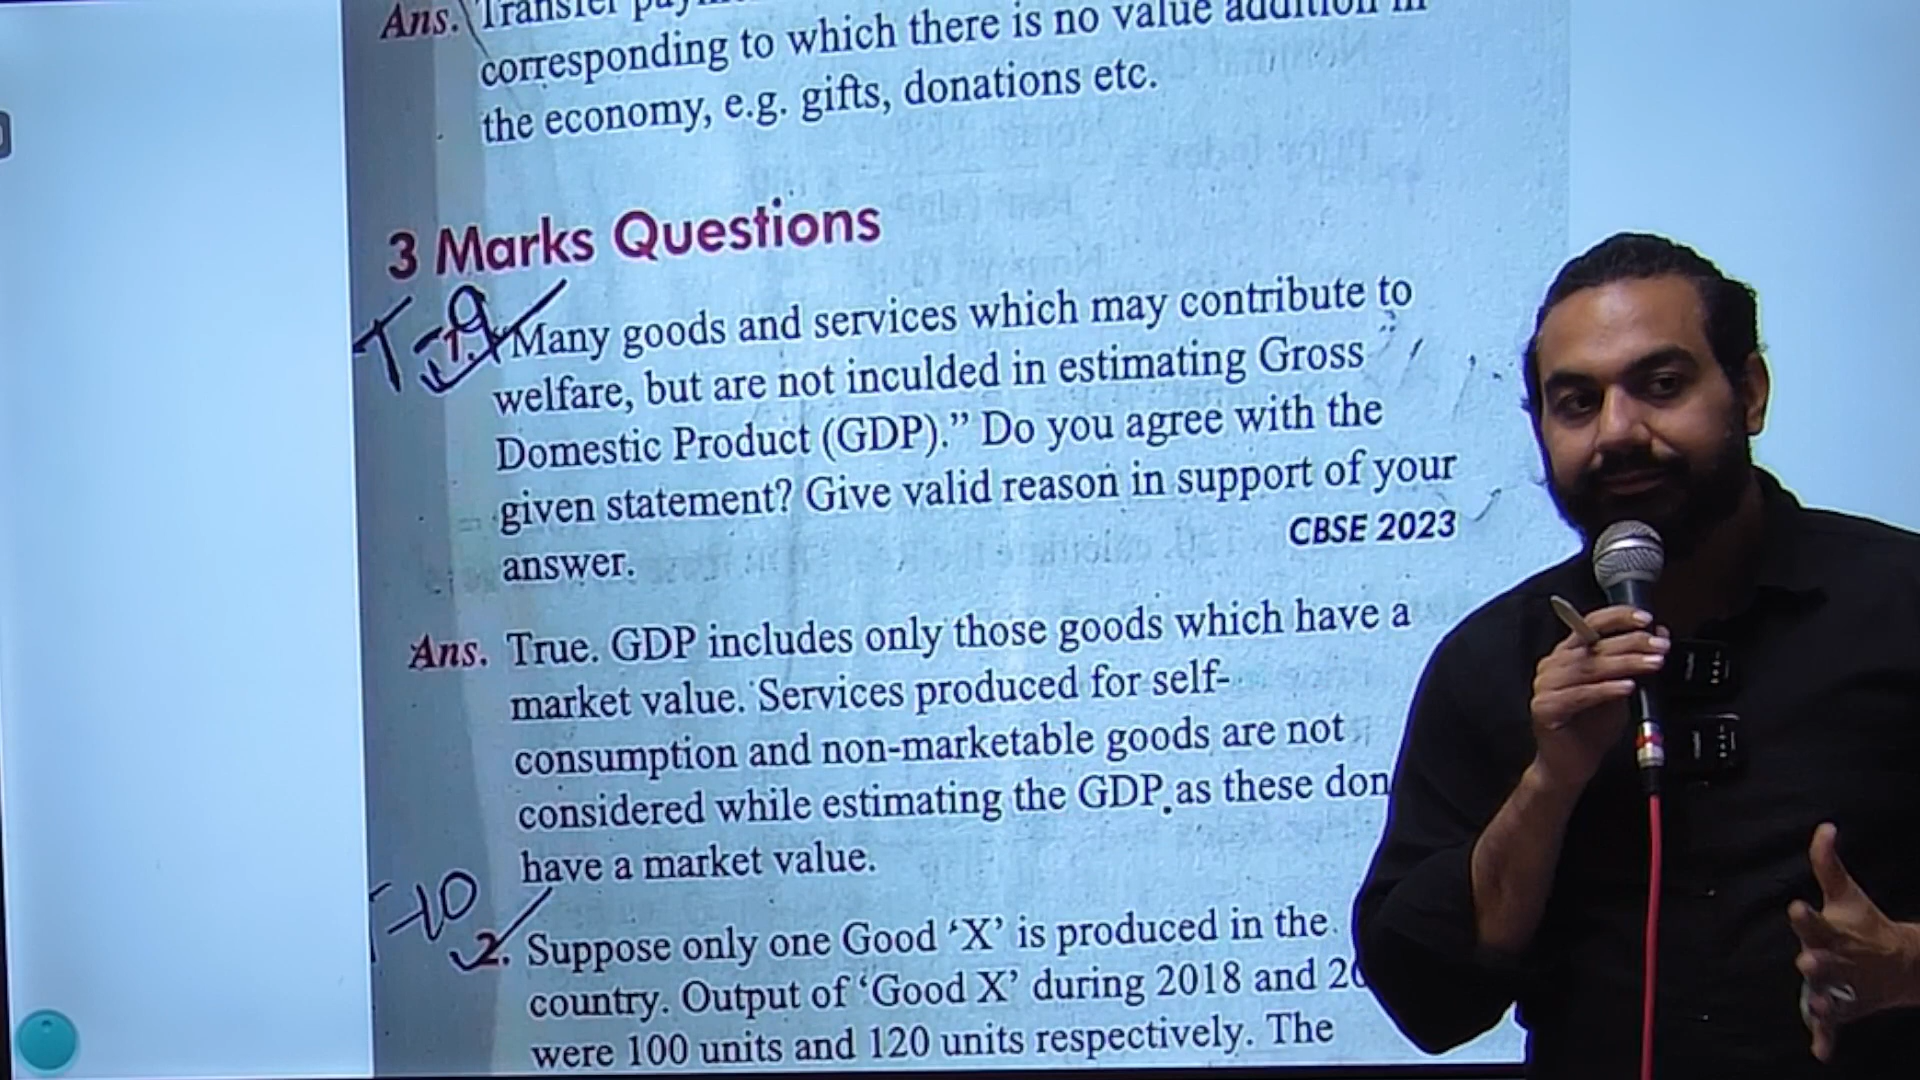 Ans. Transfer
corresponding to which there is no value addition in
the economy, e.g. gifts, donations etc.
3 Marks Questions
T-9
1. Many goods and services which may contribute to
welfare, but are not inculded in estimating Gross
Domestic Product (GDP).” Do you agree with the
given statement? Give valid reason in support of your
answer.
CBSE 2023
Ans. True. GDP includes only those goods which have a
market value. Services produced for self-
consumption and non-marketable goods are not
considered while estimating the GDP as these don
have a market value.
T-10
2. Suppose only one Good ‘X’ is produced in the
country. Output of ‘Good X’ during 2018 and
were 100 units and 120 units respectively. The